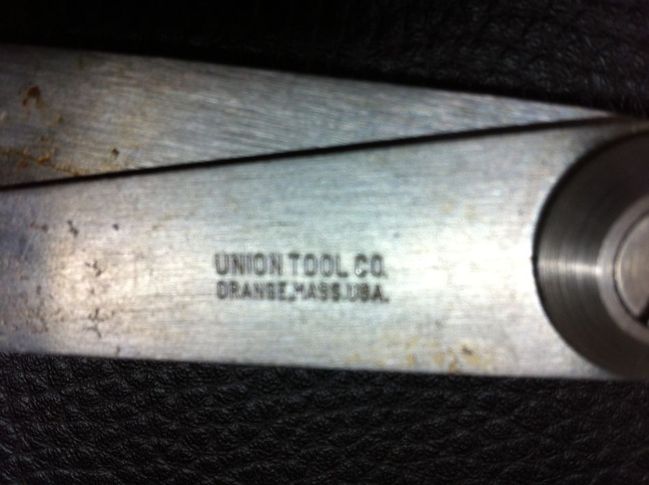 UNION TOOL CO.
ORANGE, MASS. USA.